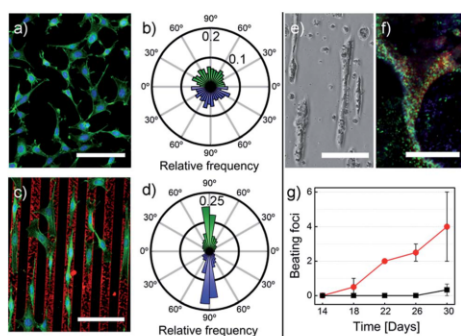 a)
b)
90°
60° 60°
30° 30°
0° 0°
30° 30°
60° 60°
90°
0.2
0.1
Relative frequency
c)
d)
90°
60° 60°
30° 30°
0° 0°
30° 30°
60° 60°
90°
0.25
Relative frequency
e)
f)
g)
Beating foci
6
4
2
0
14 18 22 26 30
Time [Days]